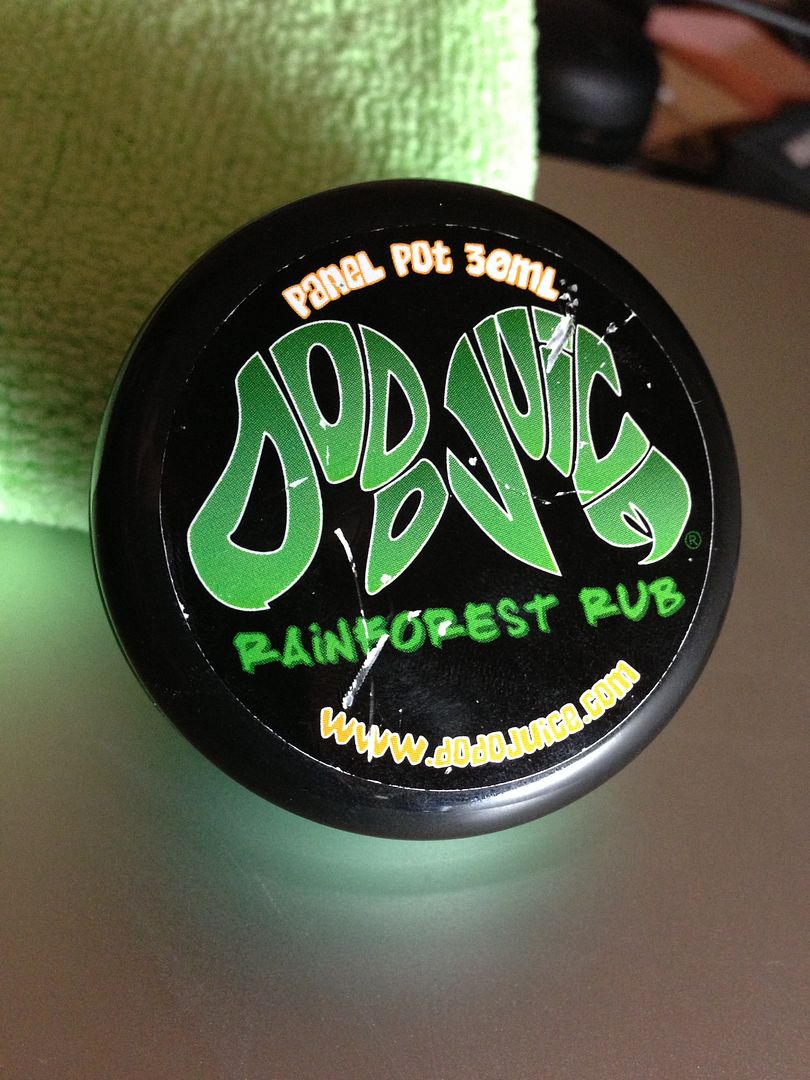 PANEL POT 30ML
DODO JUICE
®
RAINFOREST RUB
www.dodojuice.com